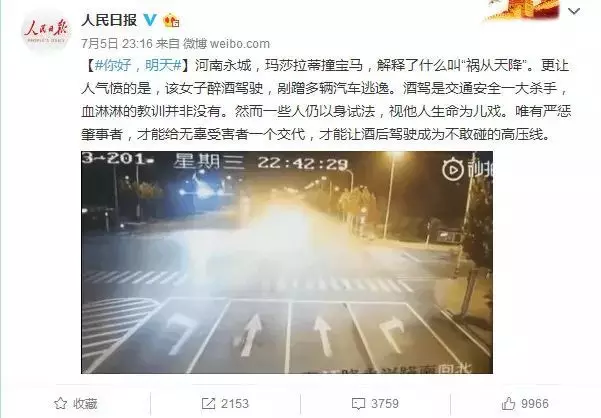 人民日报
人民日报
PEOPLE'S DAILY
7月5日 23:16 来自 微博 weibo.com
【#你好，明天#】河南永城，玛莎拉蒂撞宝马，解释了什么叫“祸从天降”。更让
人气愤的是，该女子醉酒驾驶，剐蹭多辆汽车逃逸。酒驾是交通安全一大杀手，
血淋淋的教训并非没有。然而一些人仍以身试法，视他人生命为儿戏。唯有严惩
肇事者，才能给无辜受害者一个交代，才能让酒后驾驶成为不敢碰的高压线。
星期三 22:42:29
秒拍
收藏
2153
3759
9966